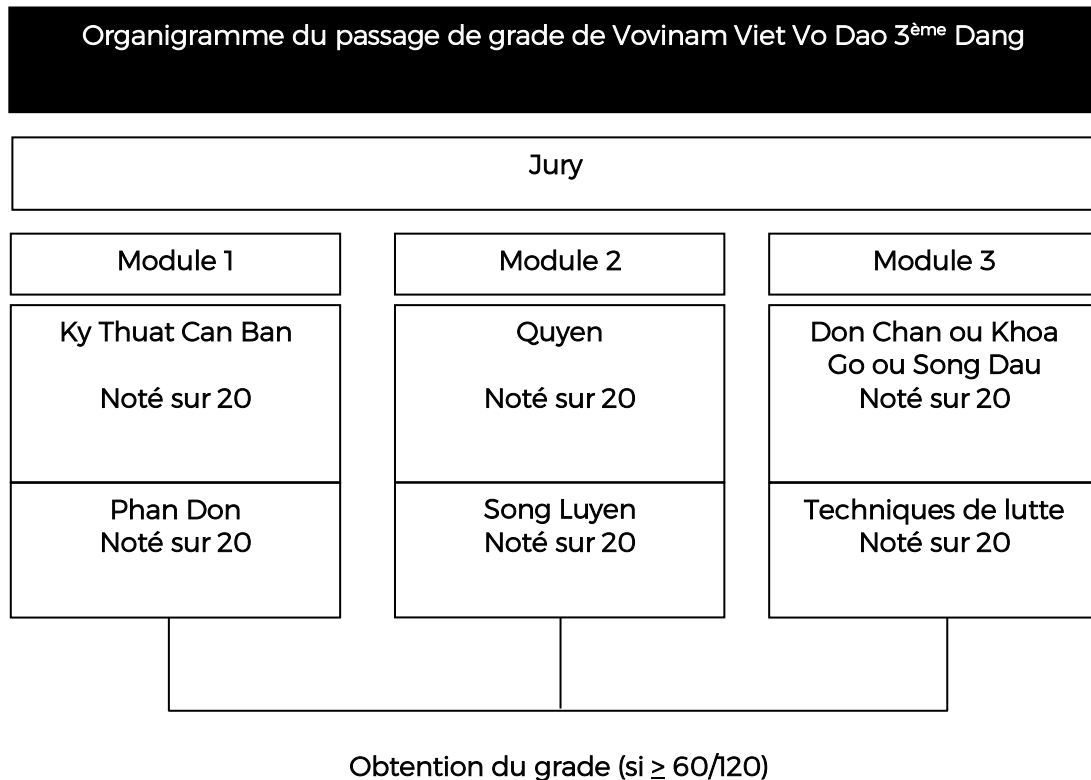 Organigramme du passage de grade de Vovinam Viet Vo Dao 3ème Dang
Jury
Module 1
Ky Thuat Can Ban
Noté sur 20
Phan Don
Noté sur 20
Module 2
Quyen
Noté sur 20
Song Luyen
Noté sur 20
Module 3
Don Chan ou Khoa
Go ou Song Dau
Noté sur 20
Techniques de lutte
Noté sur 20
Obtention du grade (si ≥ 60/120)